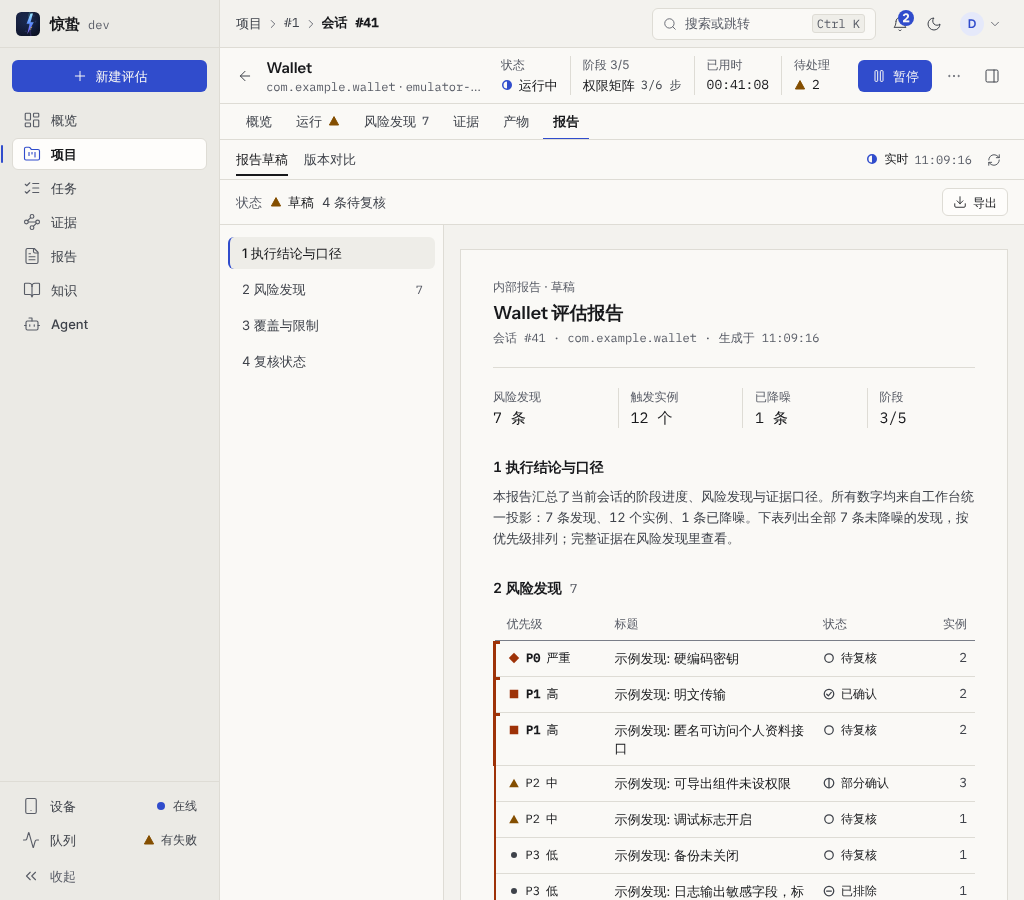 惊蛰 dev
项目 > #1 > 会话 #41
搜索或跳转 Ctrl K
2
D
新建评估
概览
项目
任务
证据
报告
知识
Agent
设备 在线
队列 有失败
收起
Wallet
com.example.wallet · emulator-…
状态
运行中
阶段 3/5
权限矩阵 3/6 步
已用时
00:41:08
待处理
2
暂停
概览 运行 风险发现 7 证据 产物 报告
报告草稿 版本对比
实时 11:09:16
状态 草稿 4 条待复核
导出
1 执行结论与口径
2 风险发现 7
3 覆盖与限制
4 复核状态
内部报告 · 草稿
Wallet 评估报告
会话 #41 · com.example.wallet · 生成于 11:09:16
风险发现 触发实例 已降噪 阶段
7 条 12 个 1 条 3/5
1 执行结论与口径
本报告汇总了当前会话的阶段进度、风险发现与证据口径。所有数字均来自工作台统
一投影：7 条发现、12 个实例、1 条已降噪。下表列出全部 7 条未降噪的发现，按
优先级排列；完整证据在风险发现里查看。
2 风险发现 7
优先级 标题 状态 实例
P0 严重 示例发现: 硬编码密钥 待复核 2
P1 高 示例发现: 明文传输 已确认 2
P1 高 示例发现: 匿名可访问个人资料接 待复核 2
口
P2 中 示例发现: 可导出组件未设权限 部分确认 3
P2 中 示例发现: 调试标志开启 待复核 1
P3 低 示例发现: 备份未关闭 待复核 1
P3 低 示例发现: 日志输出敏感字段，标 已排除 1